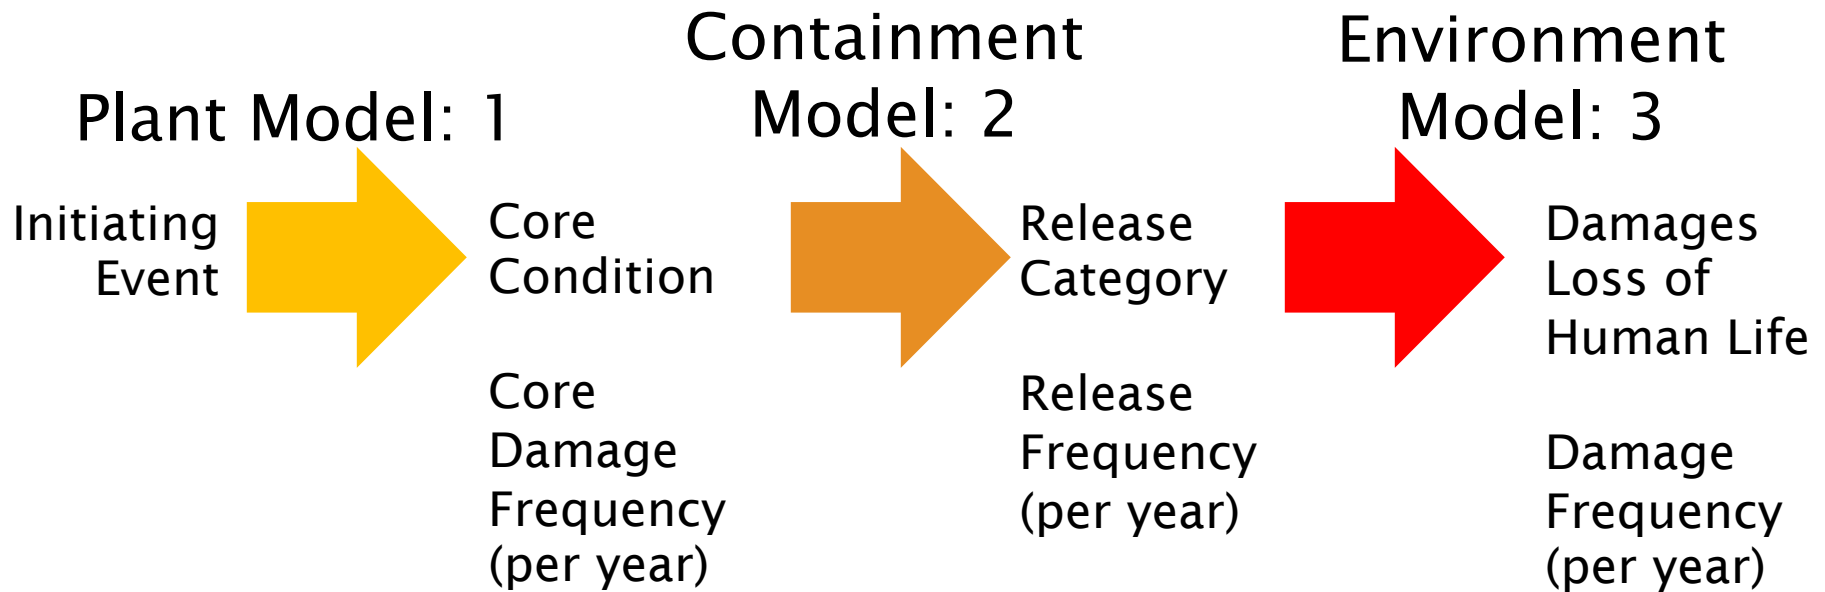 Plant Model: 1
Containment
Model: 2
Environment
Model: 3
Initiating
Event
Core
Condition
Release
Category
Damages
Loss of
Human Life
Core
Damage
Frequency
(per year)
Release
Frequency
(per year)
Damage
Frequency
(per year)